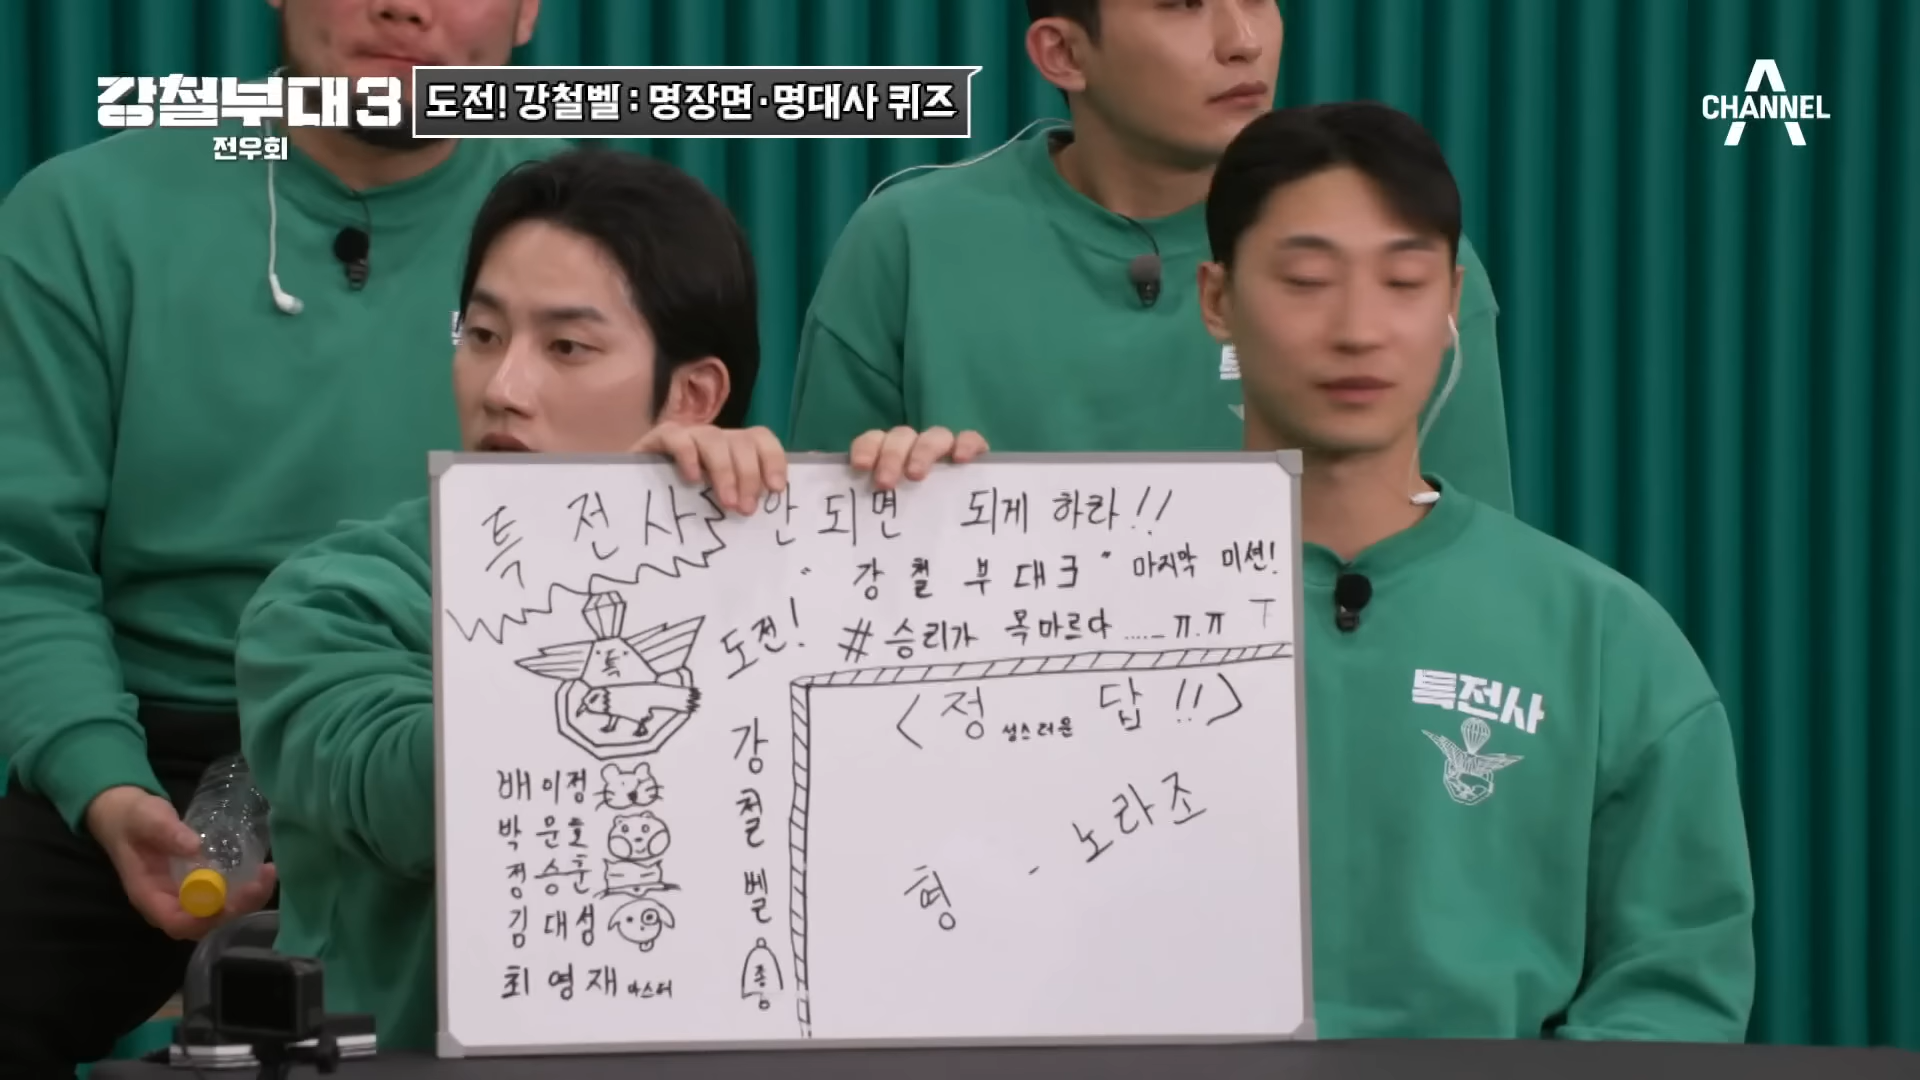 강철부대3
전우회
도전! 강철벨 : 명장면·명대사 퀴즈
CHANNEL A
특전사 안되면 되게 하라!!
"강철부대3" 마지막 미션!
#승리가 목마르다 ....._ㅠ.ㅠ
도전! 강철벨
종
특
<정성스러운 답!!>
형 - 노라조
배이정
박문호
정승훈
김대성
최영재 마스터
특전사